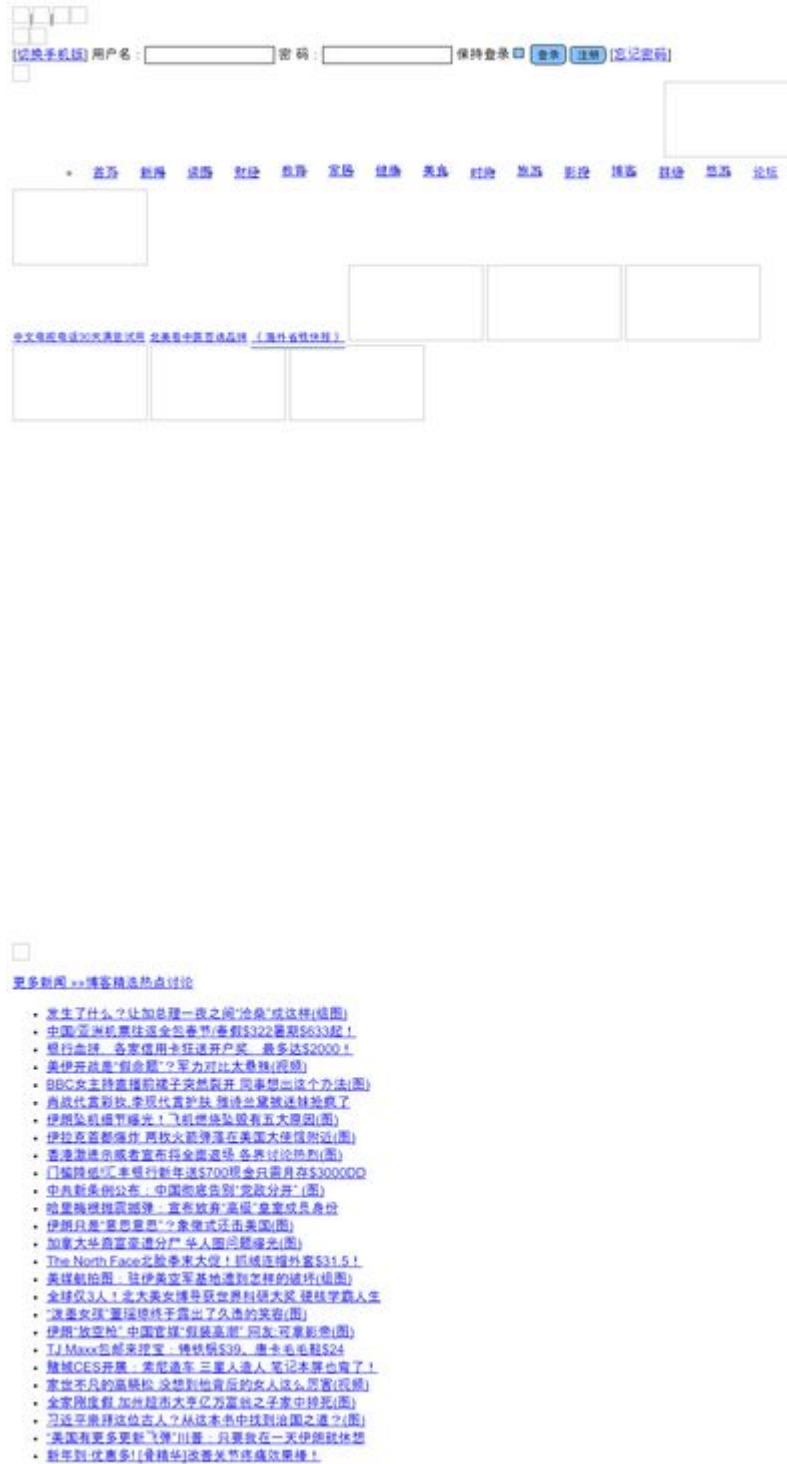 [切换手机版] 用户名: 密 码: 保持登录 登录 注册 [忘记密码]
首页 新闻 读图 财经 教育 家居 健康 美食 时尚 旅游 影视 博客 群组 论坛
中文电视电话30天满意试用 北美看中医首选品牌
更多新闻 »»博客精选热点讨论
发生了什么?让加总理一夜之间"沧桑"成这样(组图)
中国/亚洲机票往返全包春节/春假$322暑期$633起!
银行血拼, 各家信用卡狂送开户奖, 最多达$2000!
美伊开战是"假命题"?军力对比太悬殊(视频)
BBC女主持直播前裙子突然裂开 同事想出这个办法(图)
肖战代言彩妆,李现代言护肤 雅诗兰黛被迷妹抢疯了
伊朗坠机细节曝光!飞机燃烧坠毁有五大原因(图)
伊拉克首都爆炸 两枚火箭弹落在美国大使馆附近(图)
香港激进示威者宣布将全面退场 各界讨论热烈(图)
门槛降低!汇丰银行新年送$700现金只需月存$3000DD
中共新条例公布:中国彻底告别"党政分开" (图)
哈里梅根抛震撼弹:宣布放弃"高级"皇室成员身份
伊朗只是"意思意思"?象征式还击美国(图)
加拿大华裔富豪遭分尸 华人圈问题曝光(图)
The North Face北脸季末大促!抓绒连帽外套$31.5!
美媒航拍图:驻伊美空军基地遭到怎样的破坏(组图)
全球仅3人!北大美女博导获世界科研大奖 硬核学霸人生
"泼墨女孩"董瑶琼终于露出了久违的笑容(图)
伊朗"放空枪" 中国官媒"假装高潮" 网友:可拿影帝(图)
TJ Maxx包邮来挖宝:铸铁锅$39、唐卡毛毛鞋$24
赌城CES开展:索尼造车 三星人造人 笔记本屏也弯了!
家世不凡的高晓松 没想到他背后的女人这么厉害(视频)
全家刚度假 加州超市大亨亿万富翁之子家中猝死(图)
习近平崇拜这位古人?从这本书中找到治国之道?(图)
"美国有更多更新飞弹"川普:只要我在一天伊朗就休想
新年到·优惠多! [骨精华]改善关节疼痛效果棒!